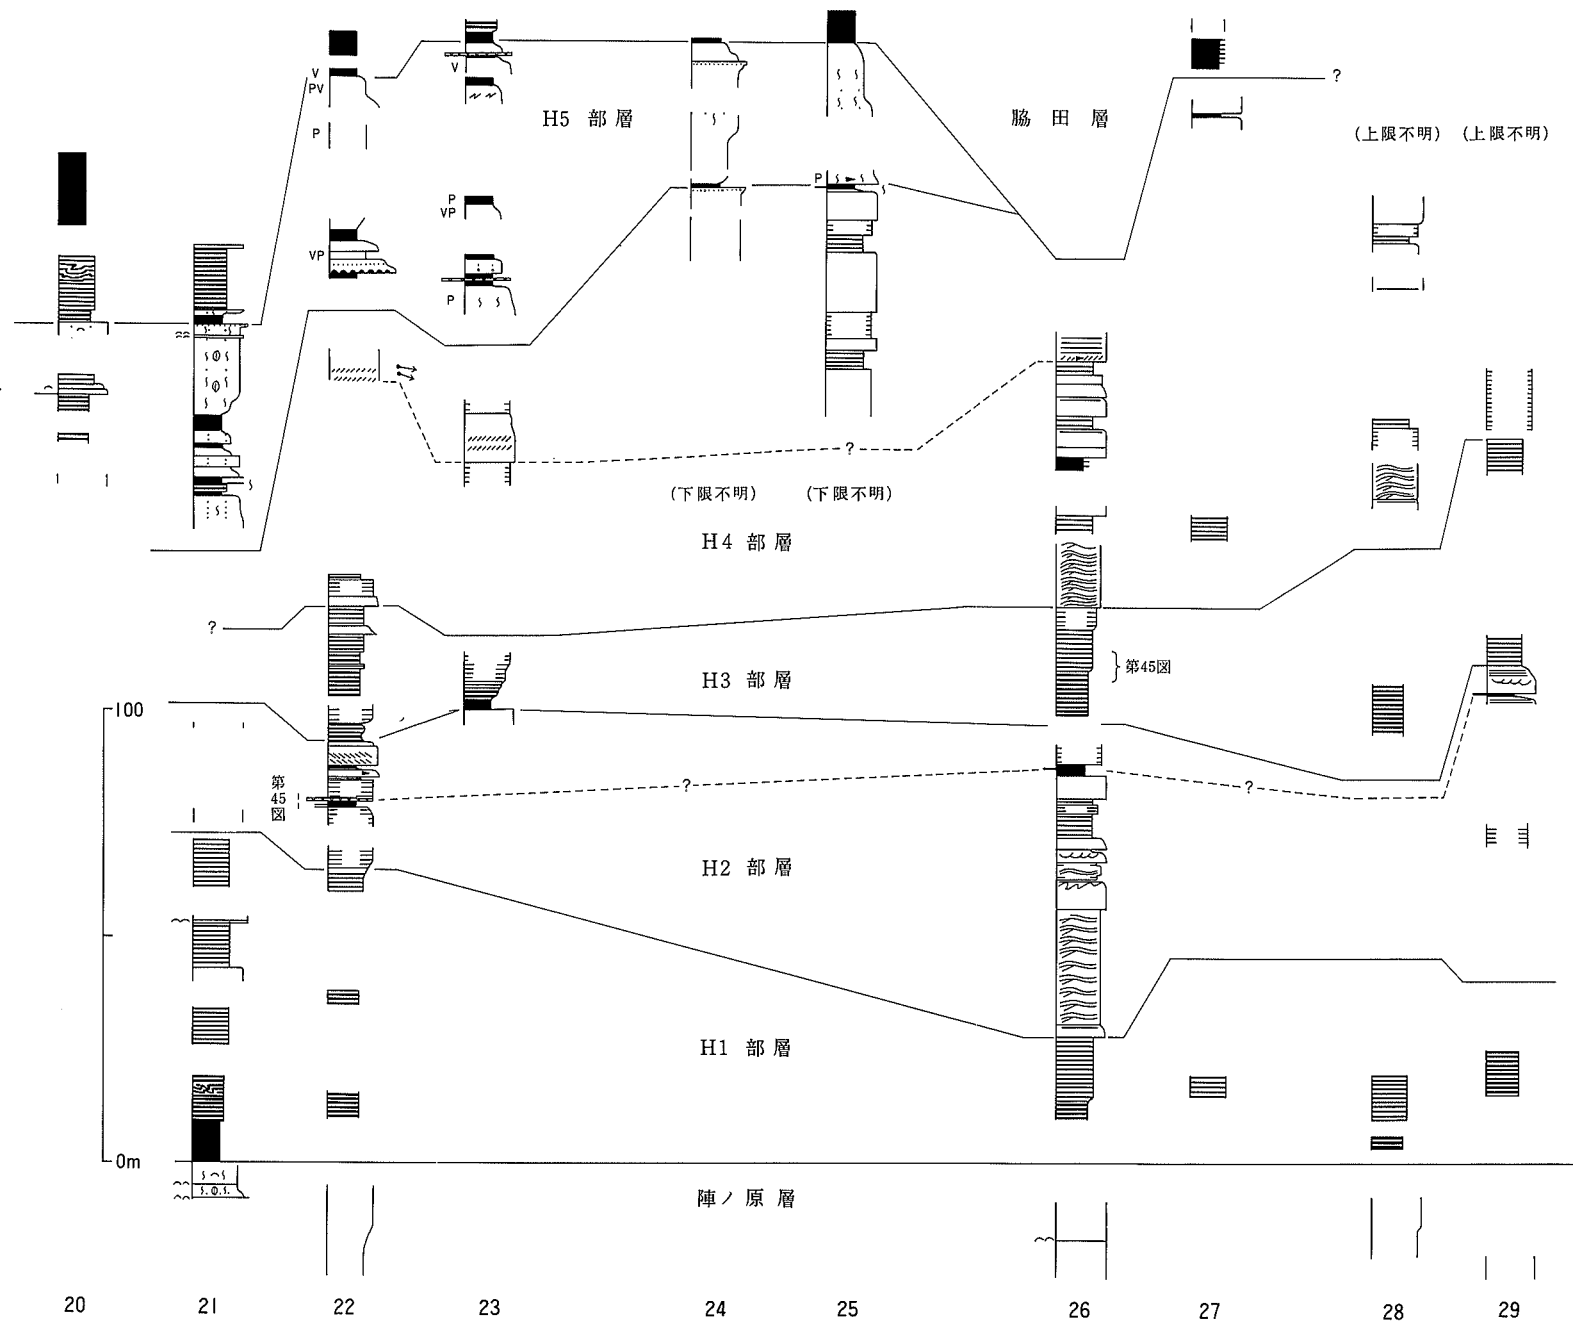 V
PV
P
VP
V
P
VP
P
H5 部層
P
脇田層
?
(上限不明)
(上限不明)
?
(下限不明)
(下限不明)
H4 部層
?
H3 部層
第45図
100
第
45
図
?
?
H2 部層
H1 部層
0m
陣ノ原層
20
21
22
23
24
25
26
27
28
29